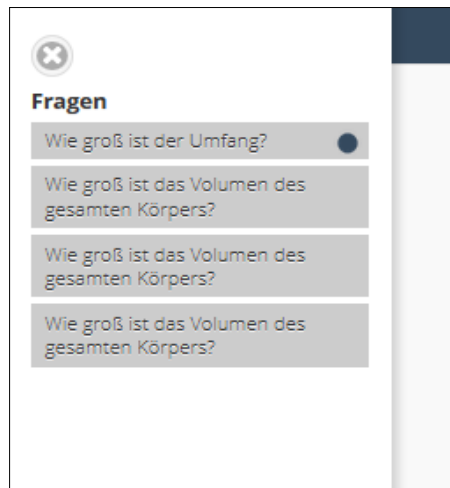 Fragen
Wie groß ist der Umfang?
Wie groß ist das Volumen des
gesamten Körpers?
Wie groß ist das Volumen des
gesamten Körpers?
Wie groß ist das Volumen des
gesamten Körpers?